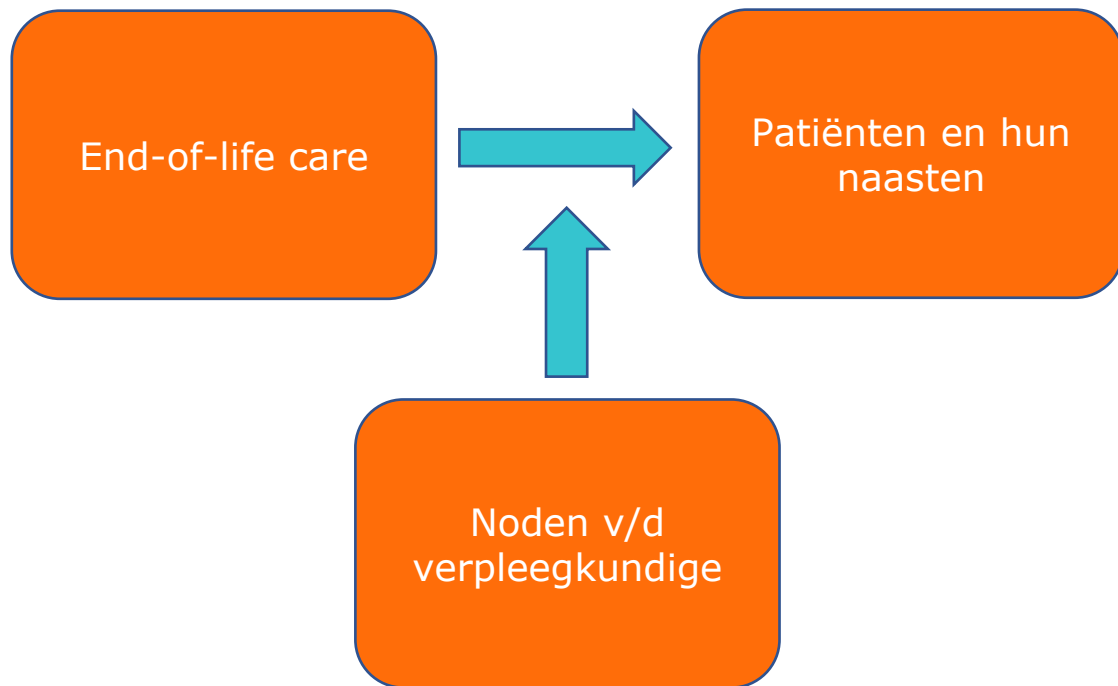 End-of-life care
Patiënten en hun
naasten
Noden v/d
verpleegkundige